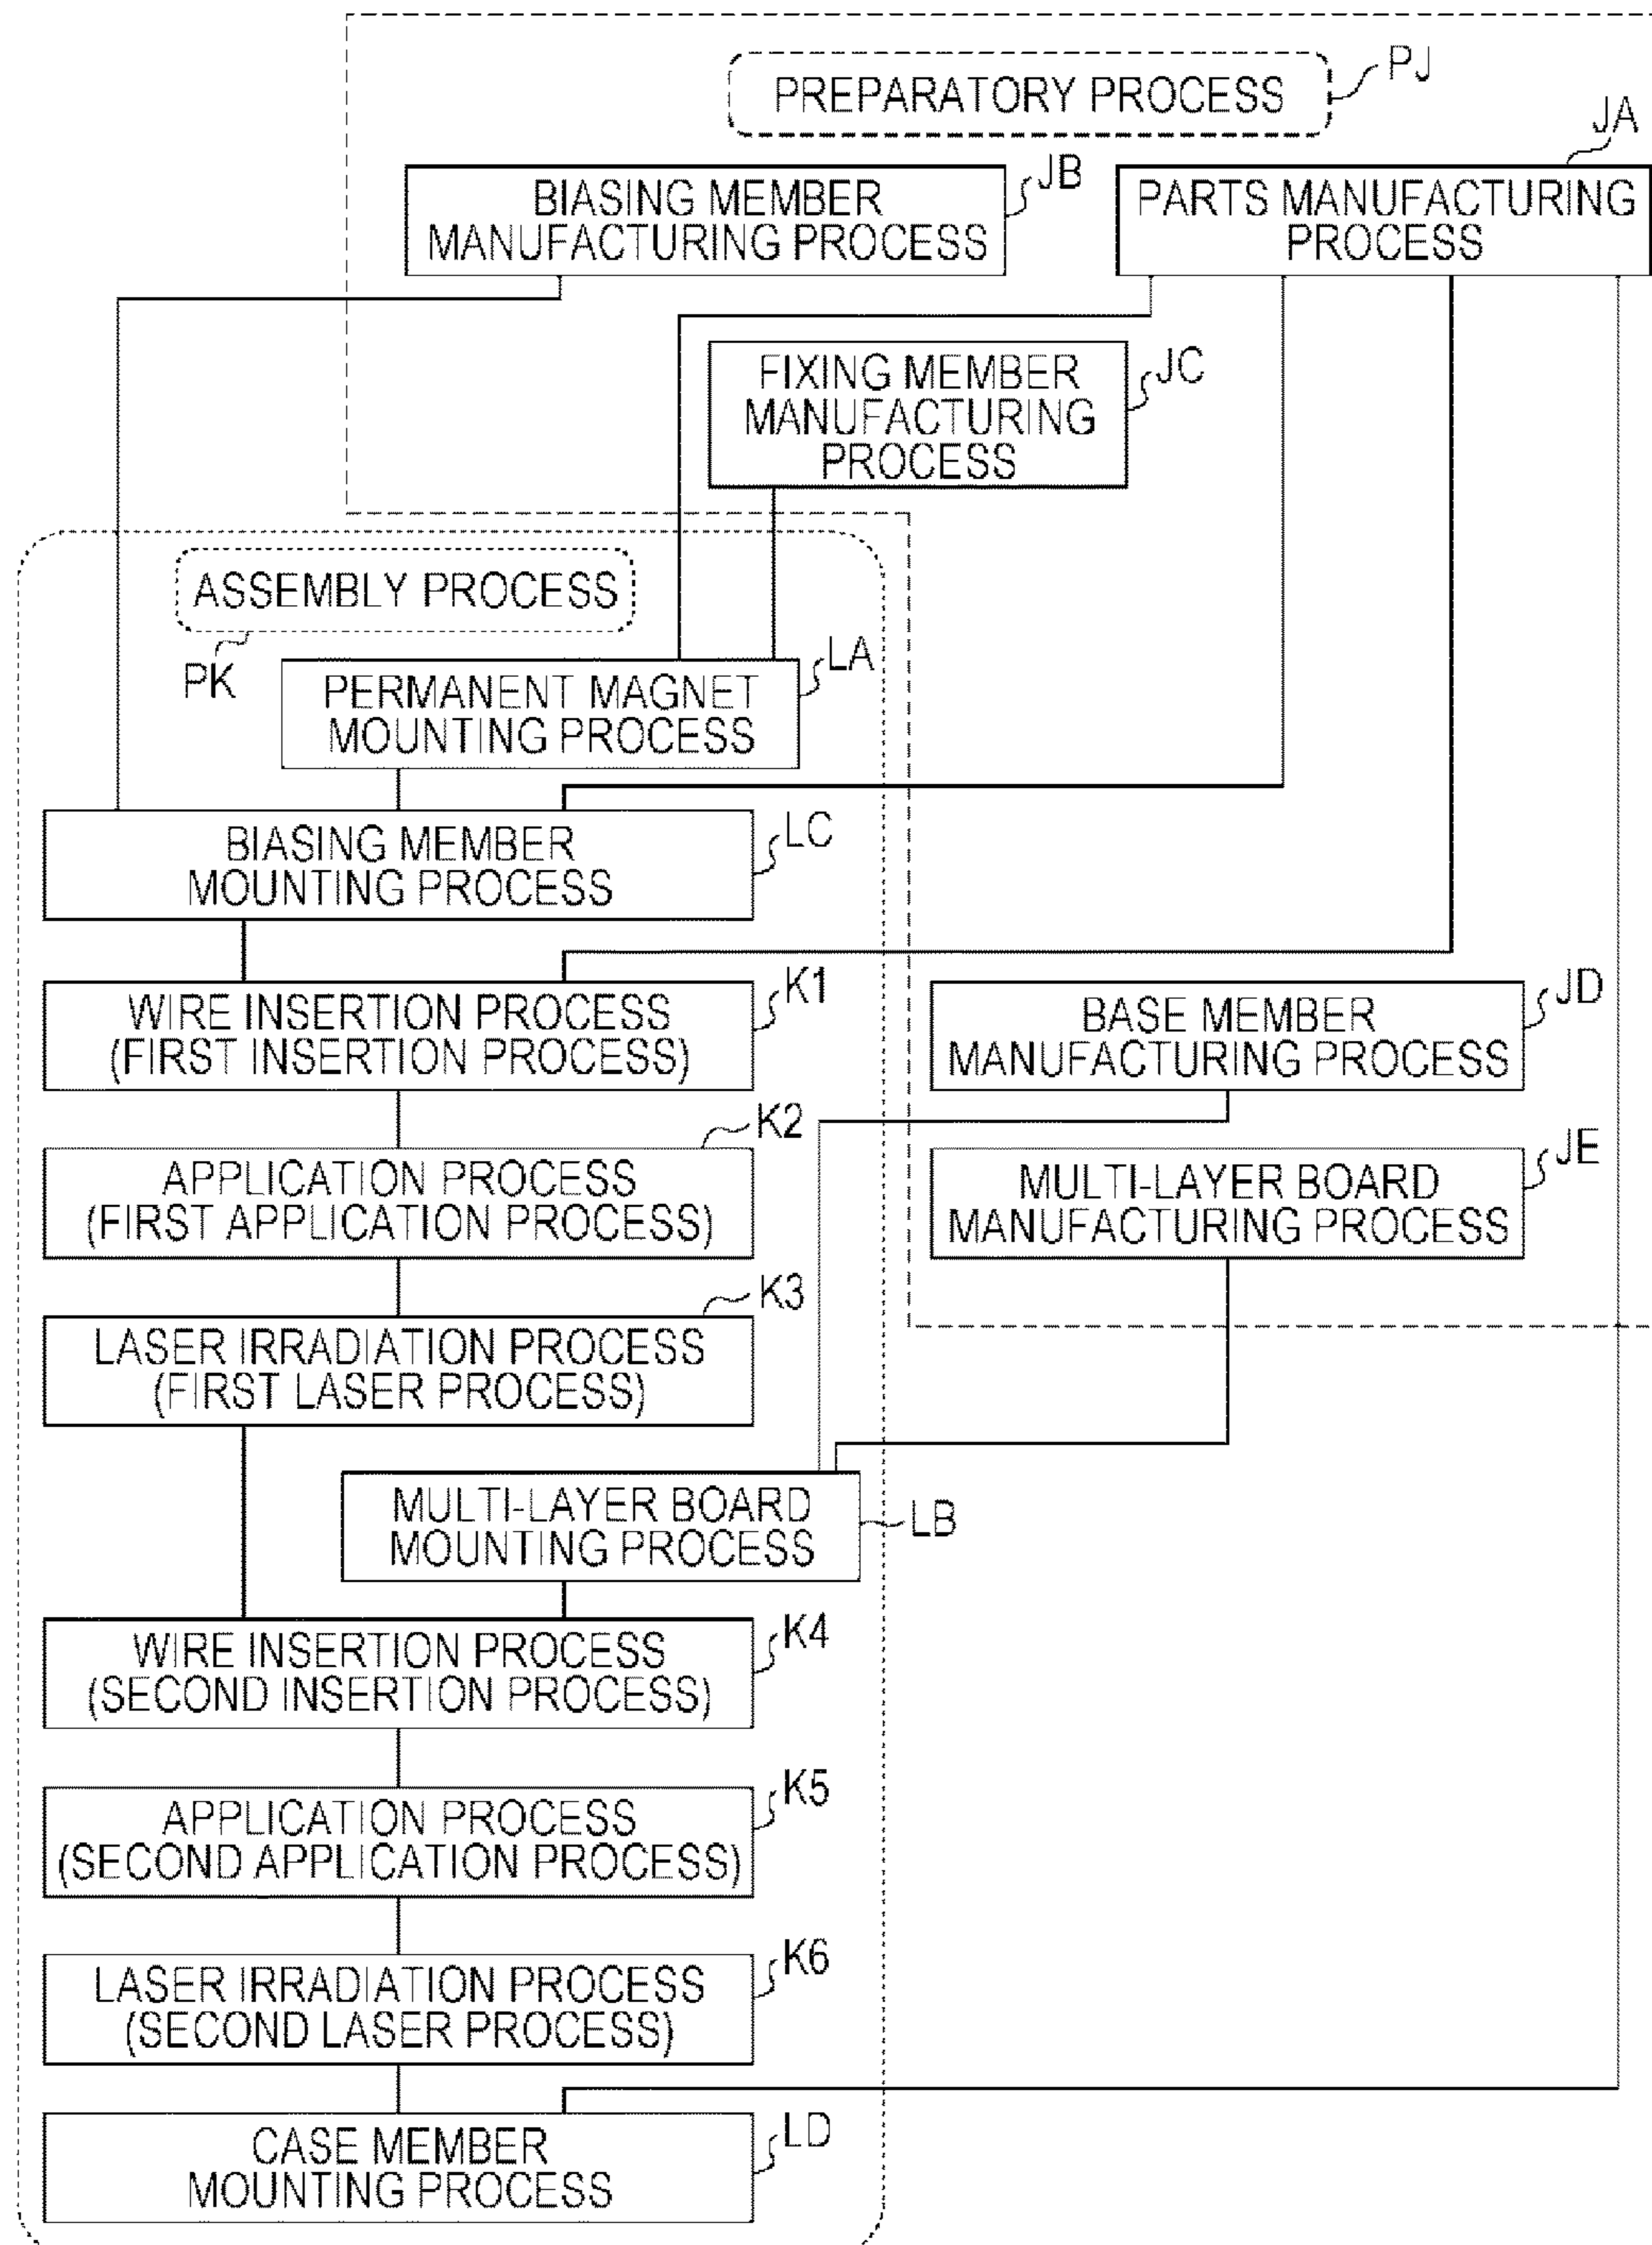 PREPARATORY PROCESS
PJ
JA
BIASING MEMBER
MANUFACTURING PROCESS
JB
PARTS MANUFACTURING
PROCESS
FIXING MEMBER
MANUFACTURING
PROCESS
JC
ASSEMBLY PROCESS
PK
PERMANENT MAGNET
MOUNTING PROCESS
LA
BIASING MEMBER
MOUNTING PROCESS
LC
WIRE INSERTION PROCESS
(FIRST INSERTION PROCESS)
K1
BASE MEMBER
MANUFACTURING PROCESS
JD
APPLICATION PROCESS
(FIRST APPLICATION PROCESS)
K2
MULTI-LAYER BOARD
MANUFACTURING PROCESS
JE
LASER IRRADIATION PROCESS
(FIRST LASER PROCESS)
K3
MULTI-LAYER BOARD
MOUNTING PROCESS
LB
WIRE INSERTION PROCESS
(SECOND INSERTION PROCESS)
K4
APPLICATION PROCESS
(SECOND APPLICATION PROCESS)
K5
LASER IRRADIATION PROCESS
(SECOND LASER PROCESS)
K6
CASE MEMBER
MOUNTING PROCESS
LD